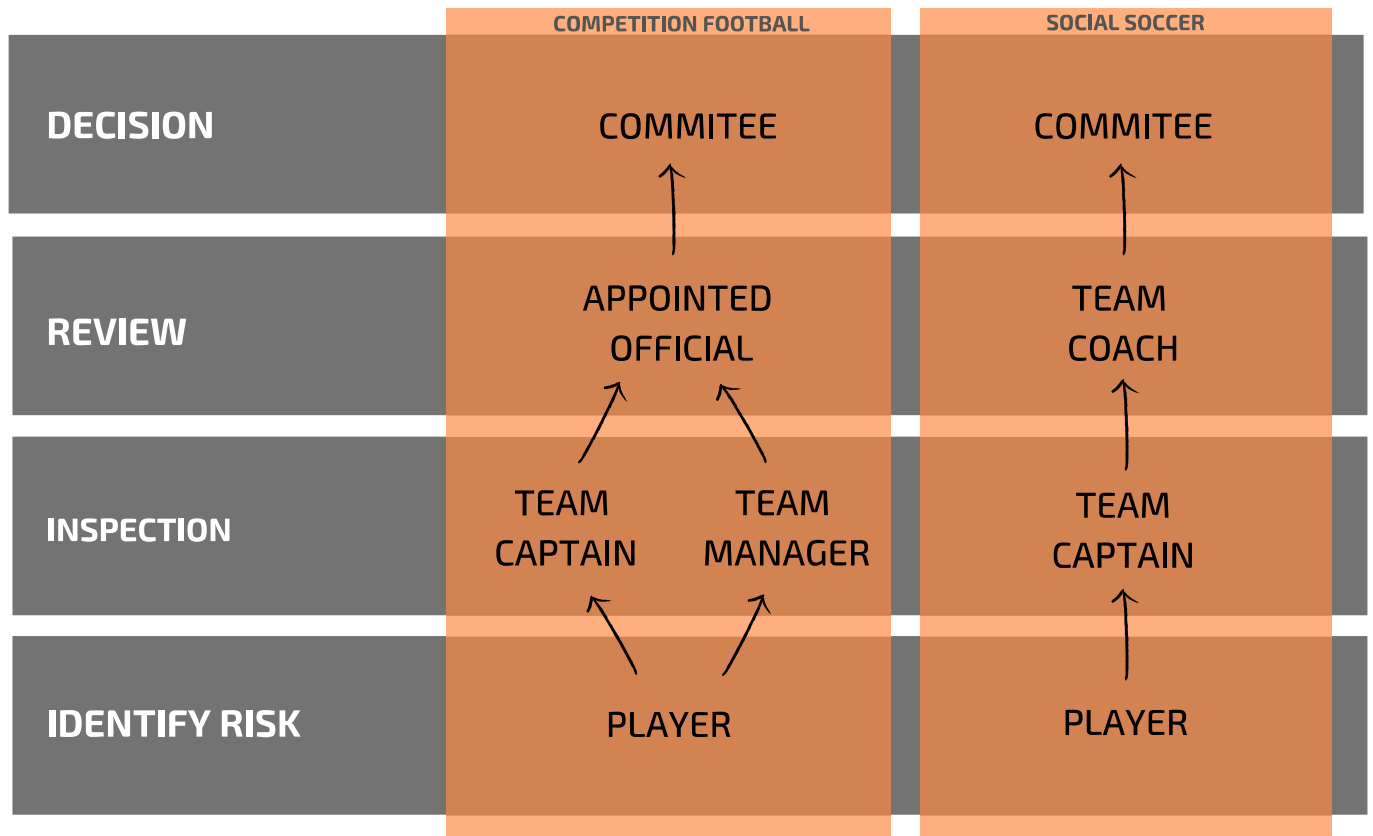 COMPETITION FOOTBALL
SOCIAL SOCCER
DECISION
COMMITEE
COMMITEE
REVIEW
APPOINTED
OFFICIAL
TEAM
COACH
INSPECTION
TEAM
CAPTAIN
TEAM
MANAGER
TEAM
CAPTAIN
IDENTIFY RISK
PLAYER
PLAYER